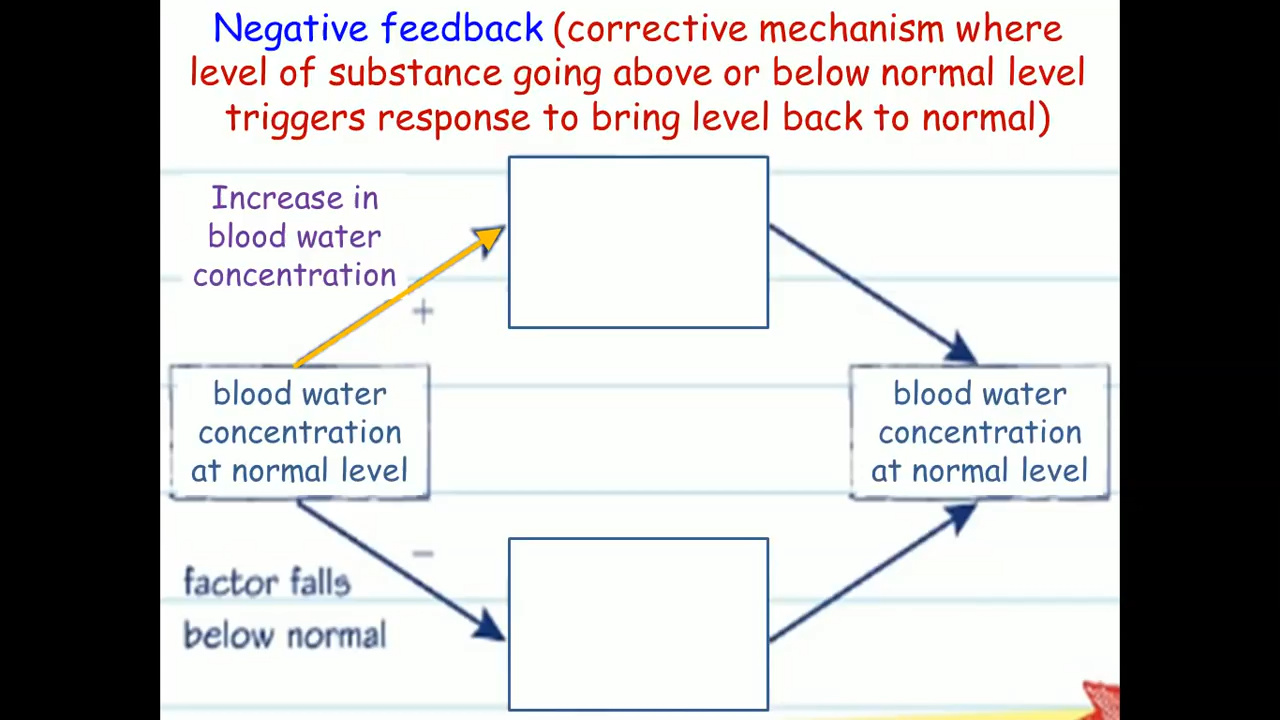 Negative feedback (corrective mechanism where
level of substance going above or below normal level
triggers response to bring level back to normal)
Increase in
blood water
concentration
+
blood water
concentration
at normal level
blood water
concentration
at normal level
–
factor falls
below normal